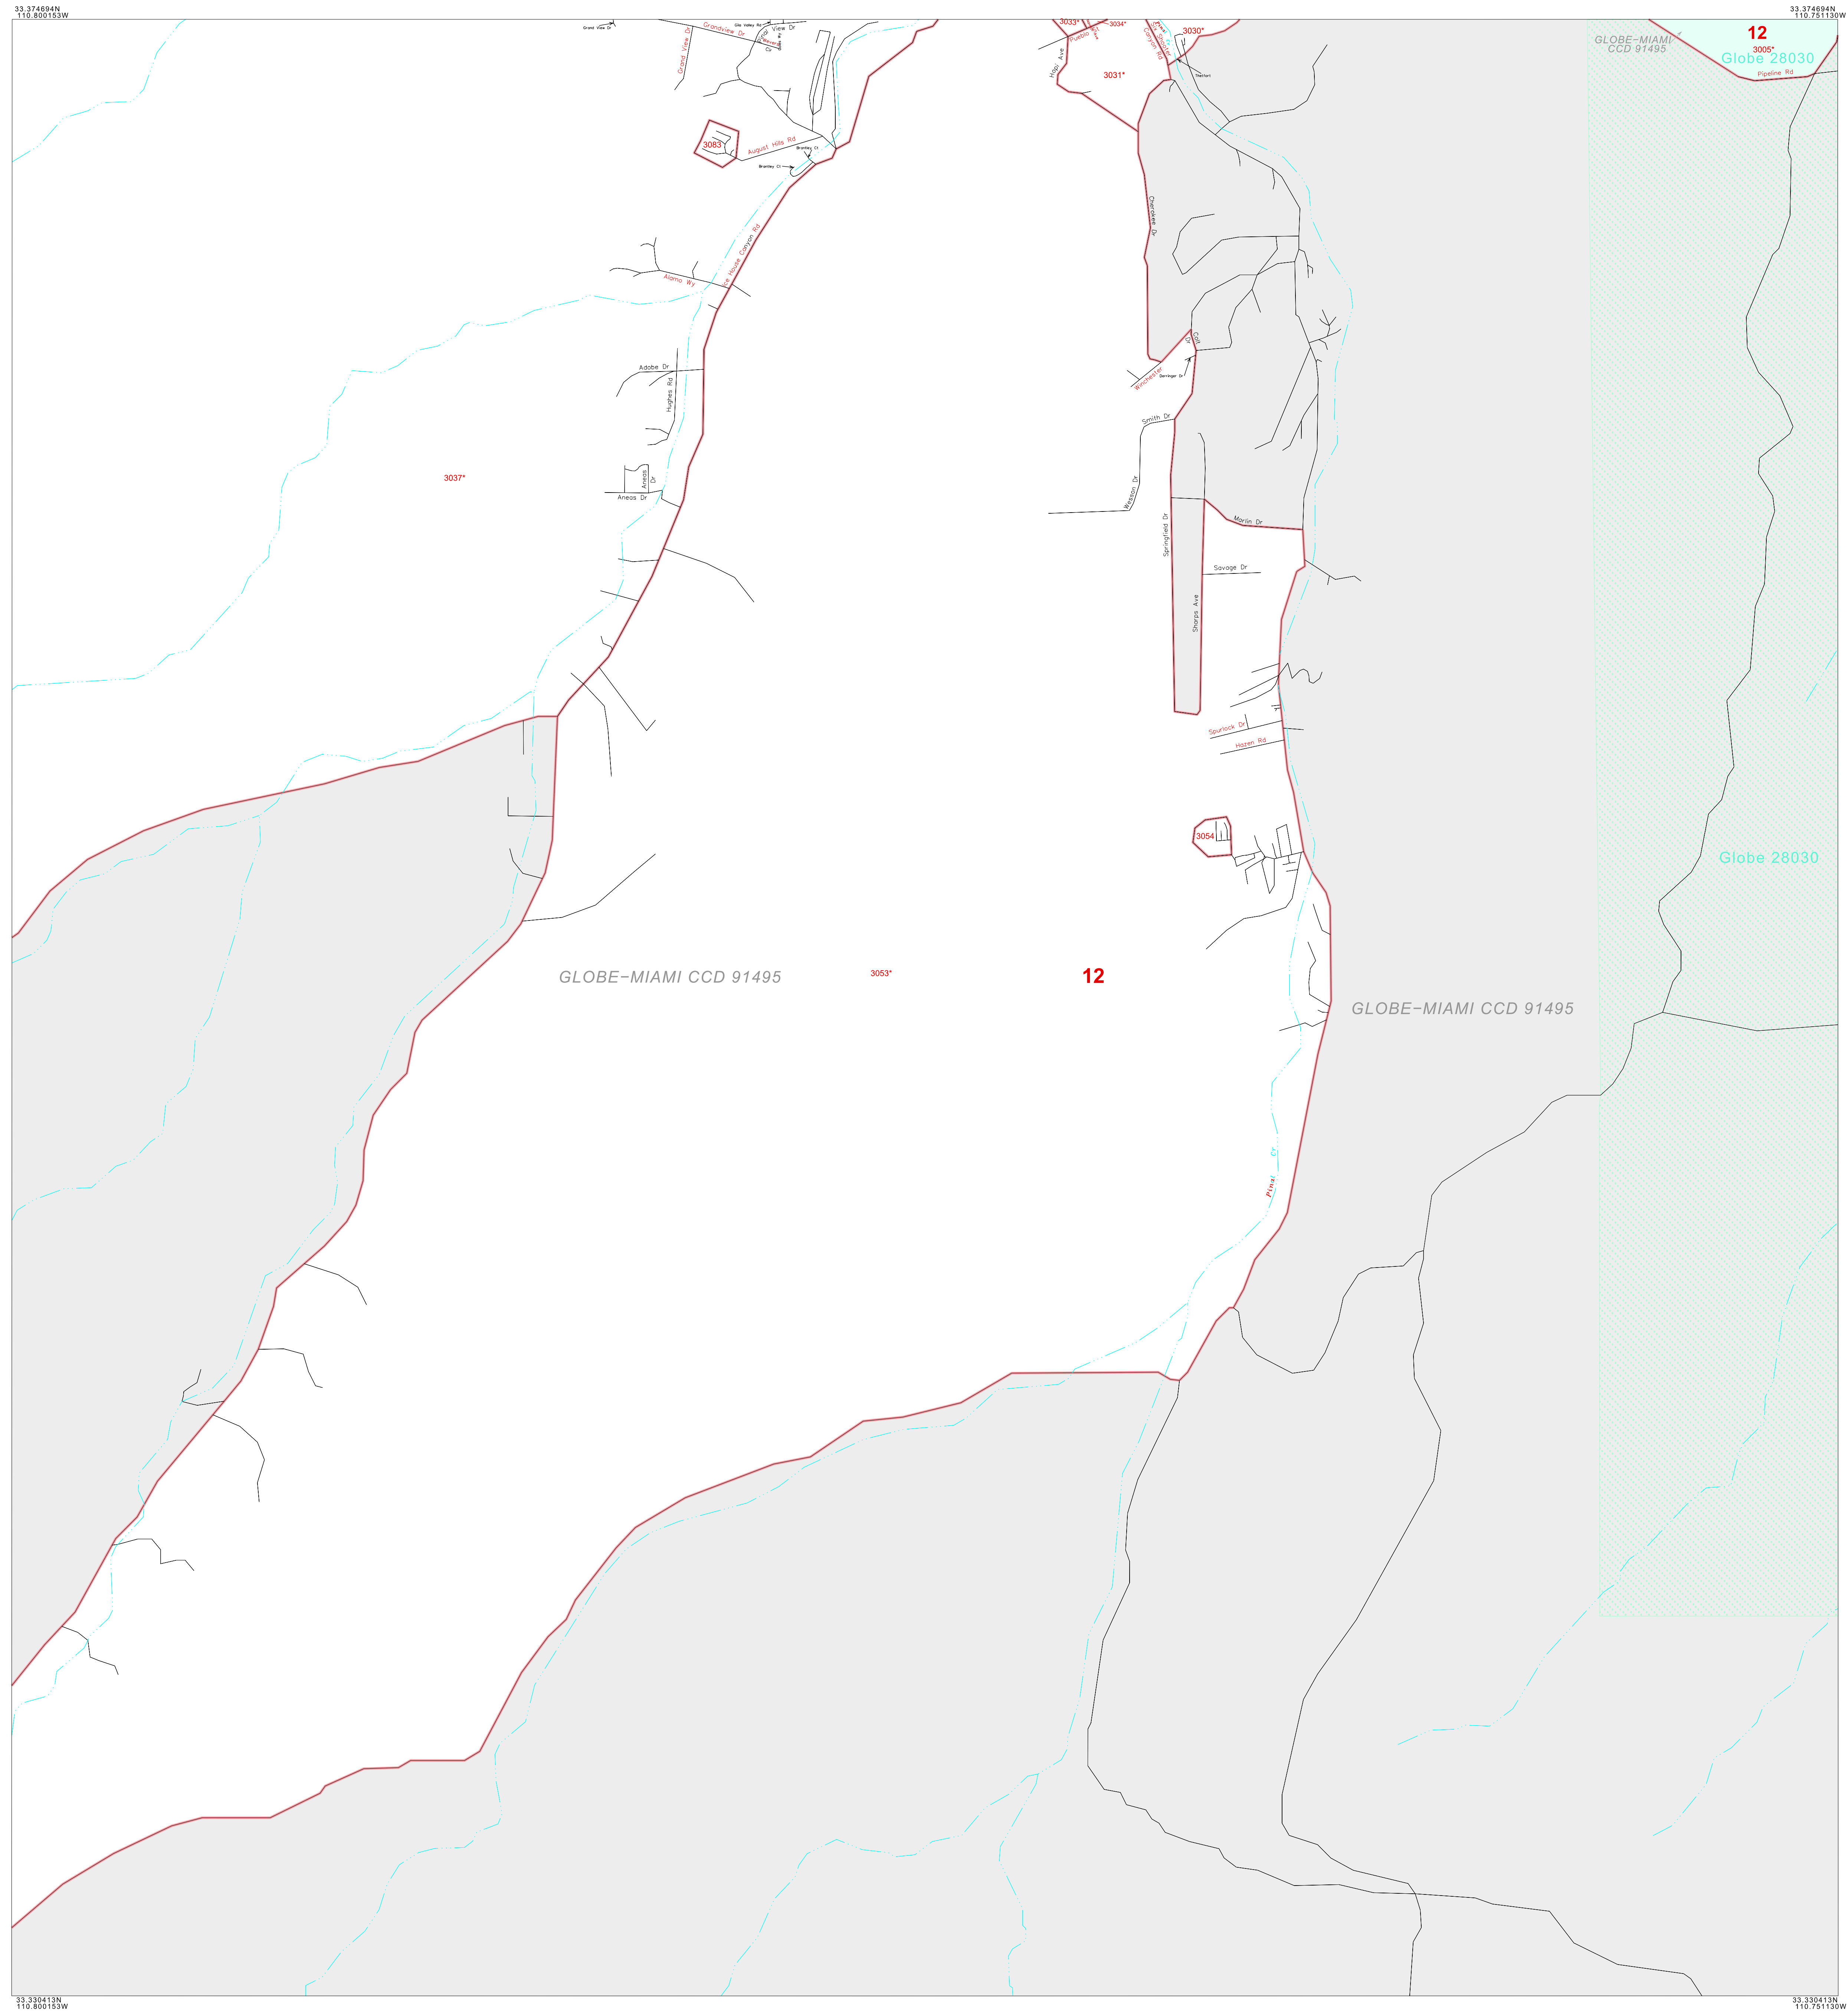 33.374694N
110.800153W
33.374694N
110.751130W
Grand View Dr
Grandview Dr
Grand View Dr
Gila Valley Rd
View Dr
3033*
3034*
Pueblo
3030*
Canyon Rd
Thatfort
Hopi Ave
3031*
GLOBE-MIAMI
CCD 91495
12
3005*
Globe 28030
Pipeline Rd
3083
August Hills Rd
Brantley Ct
Brantley Ct
Cherokee Dr
Ice House Canyon Rd
Alamo Wy
Colt
Dr
Winchester
Derringer Dr
Adobe Dr
Hughes Rd
Smith Dr
3037*
Aneas
Dr
Aneas Dr
Wesson Dr
Springfield Dr
Marlin Dr
Savage Dr
Sharps Ave
Spurlock Dr
Hazen Rd
3054
Globe 28030
GLOBE-MIAMI CCD 91495
3053*
12
GLOBE-MIAMI CCD 91495
Pinal Cr
33.330413N
110.800153W
33.330413N
110.751130W